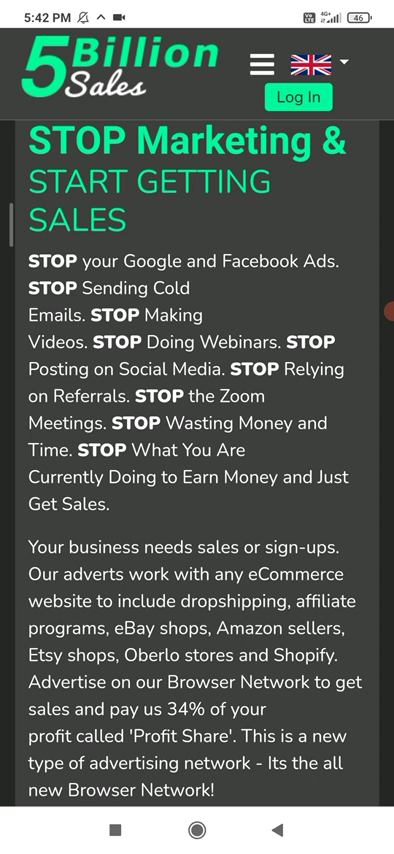 5:42 PM
4G+
46
5 Billion
Sales
Log In
STOP Marketing &
START GETTING
SALES
STOP your Google and Facebook Ads.
STOP Sending Cold
Emails. STOP Making
Videos. STOP Doing Webinars. STOP
Posting on Social Media. STOP Relying
on Referrals. STOP the Zoom
Meetings. STOP Wasting Money and
Time. STOP What You Are
Currently Doing to Earn Money and Just
Get Sales.
Your business needs sales or sign-ups.
Our adverts work with any eCommerce
website to include dropshipping, affiliate
programs, eBay shops, Amazon sellers,
Etsy shops, Oberlo stores and Shopify.
Advertise on our Browser Network to get
sales and pay us 34% of your
profit called 'Profit Share'. This is a new
type of advertising network - Its the all
new Browser Network!